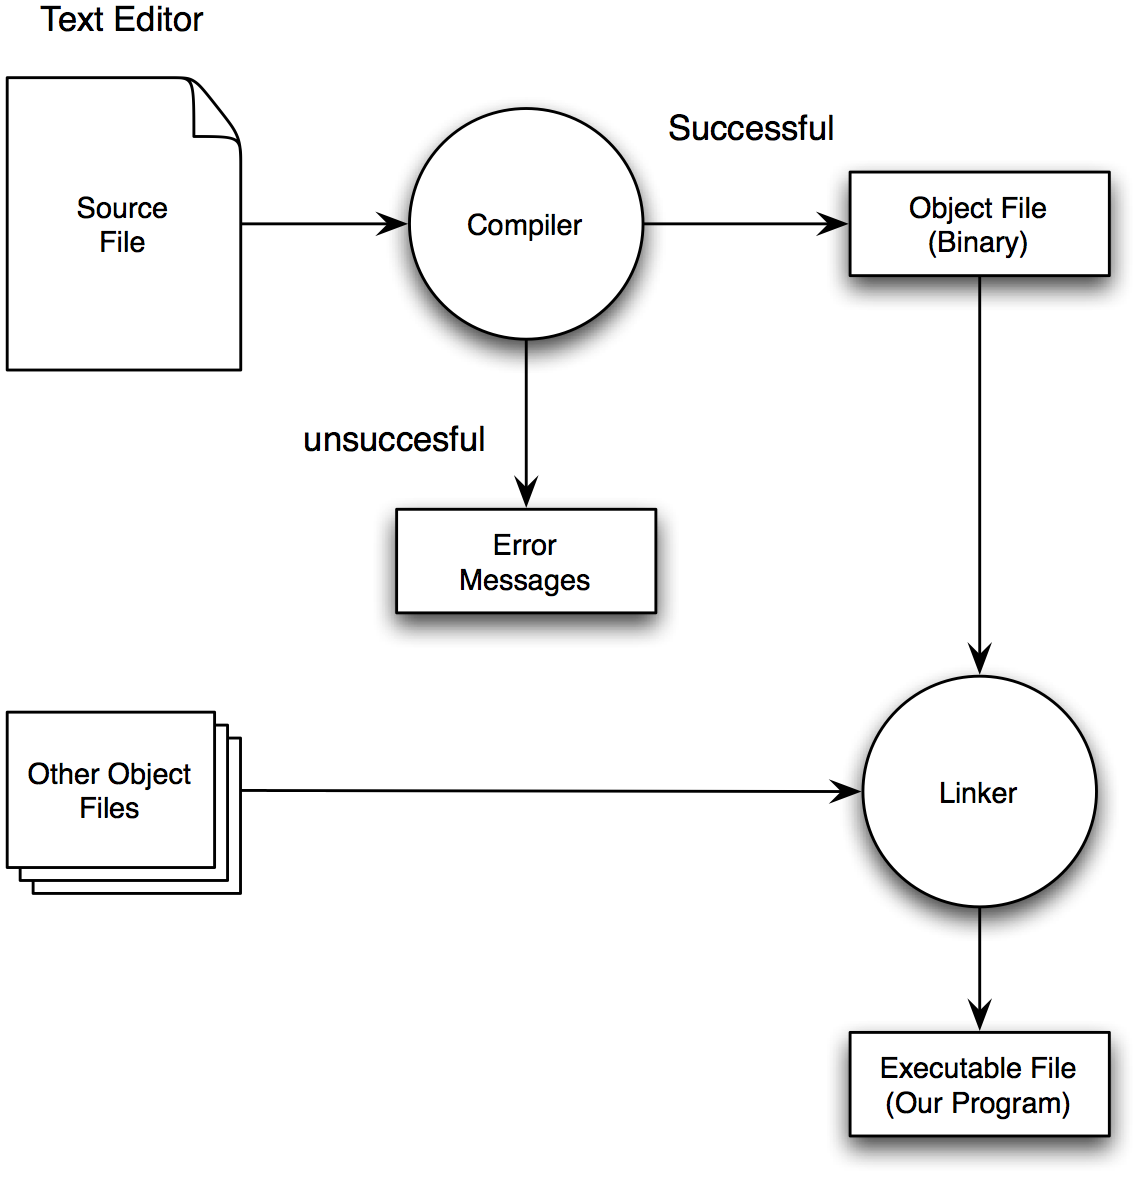 Text Editor
Source
File
Compiler
Successful
Object File
(Binary)
unsuccesful
Error
Messages
Other Object
Files
Linker
Executable File
(Our Program)